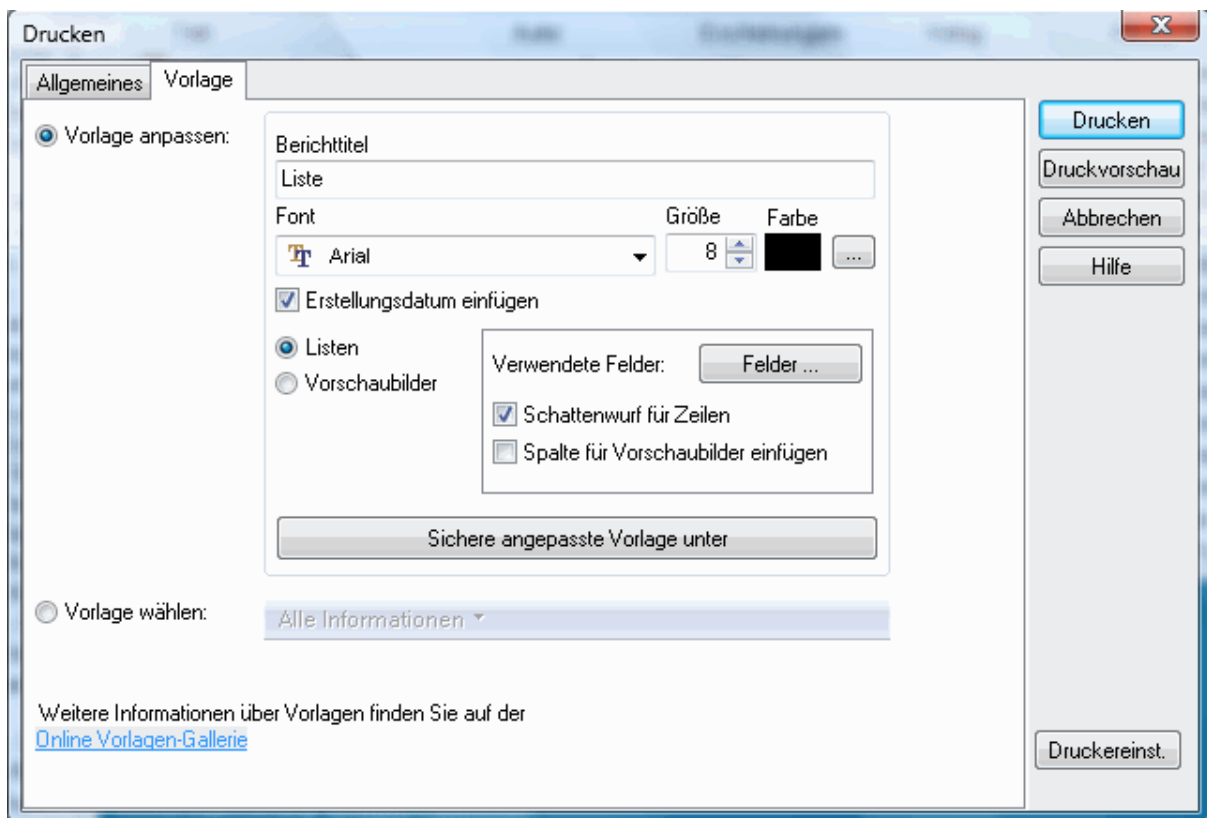 Drucken
Allgemeines Vorlage
Vorlage anpassen:
Berichttitel
Liste
Font Größe Farbe
Arial 8 ...
Erstellungsdatum einfügen
Listen
Vorschaubilder
Verwendete Felder: Felder ...
Schattenwurf für Zeilen
Spalte für Vorschaubilder einfügen
Sichere angepasste Vorlage unter
Vorlage wählen: Alle Informationen
Weitere Informationen über Vorlagen finden Sie auf der
Online Vorlagen-Gallerie
Drucken
Druckvorschau
Abbrechen
Hilfe
Druckereinst.